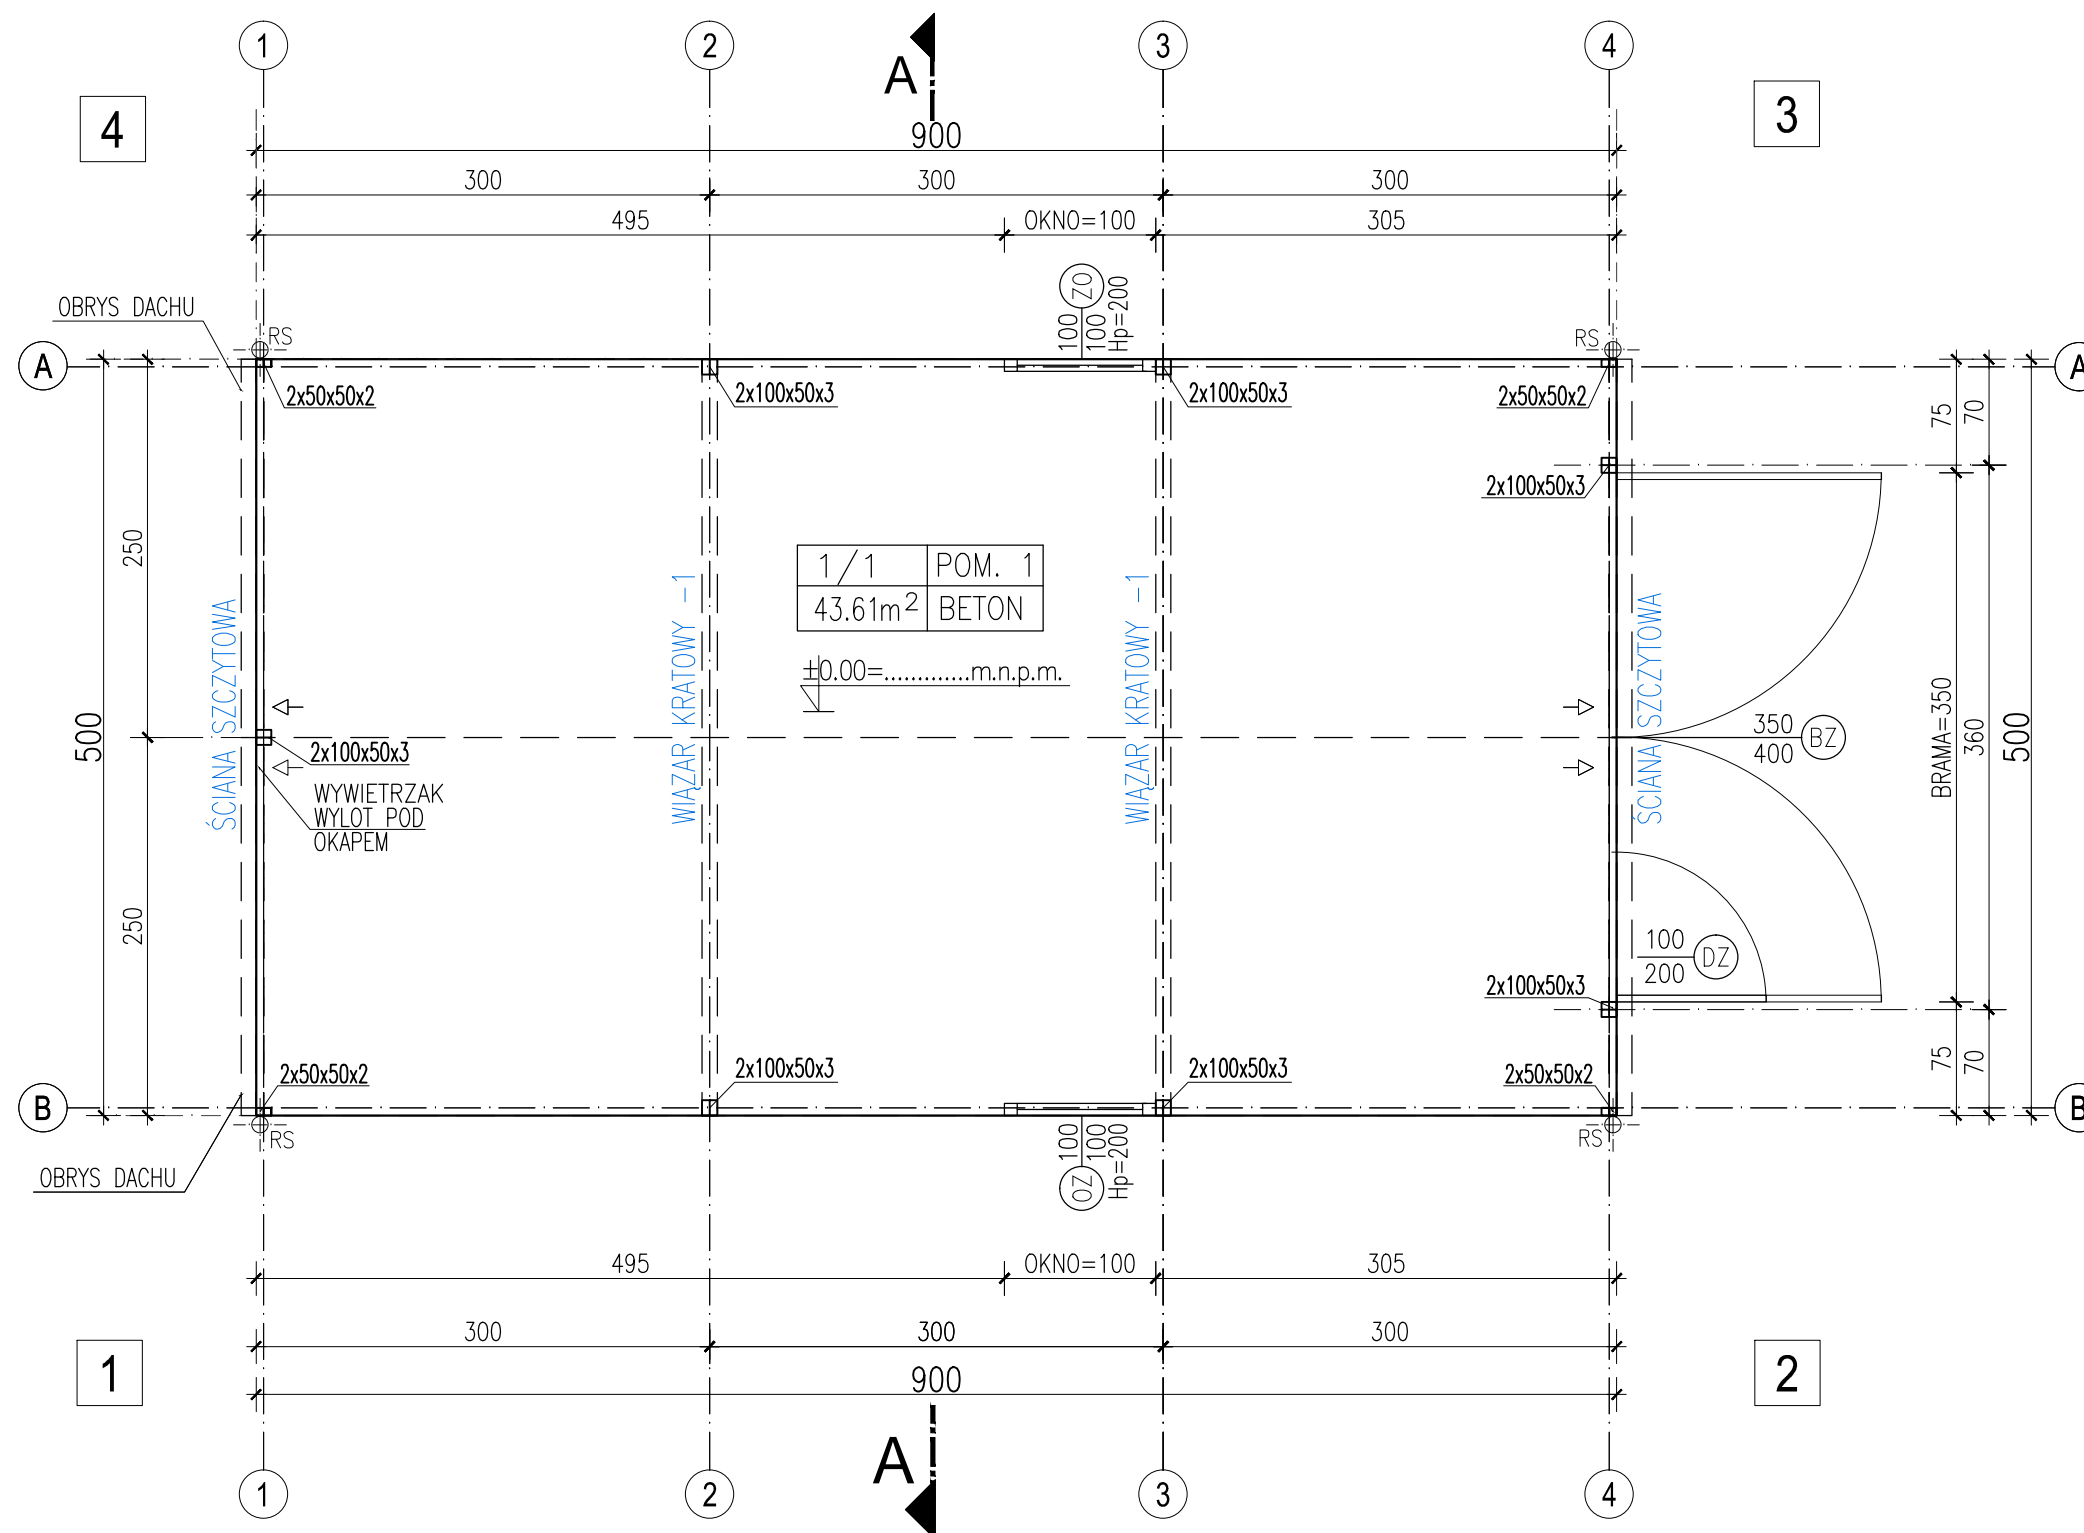 1
2
A
3
4
4
3
900
300
300
300
495
OKNO=100
305
OBRYS DACHU
RS
100
100
Hp=200
ZO
RS
A
A
2x50x50x2
2x100x50x3
2x100x50x3
2x50x50x2
75
70
2x100x50x3
250
1/1
POM. 1
43.61m²
BETON
±0.00=.............m.n.p.m.
ŚCIANA SZCZYTOWA
WIĄZAR KRATOWY -1
WIĄZAR KRATOWY -1
ŚCIANA SZCZYTOWA
500
2x100x50x3
WYWIETRZAK
WYLOT POD
OKAPEM
350
400
BZ
BRAMA=350
360
500
250
100
200
DZ
2x100x50x3
2x50x50x2
2x100x50x3
2x100x50x3
2x50x50x2
75
70
B
B
RS
100
100
Hp=200
OZ
RS
OBRYS DACHU
495
OKNO=100
305
300
300
300
900
1
2
A
1
2
3
4